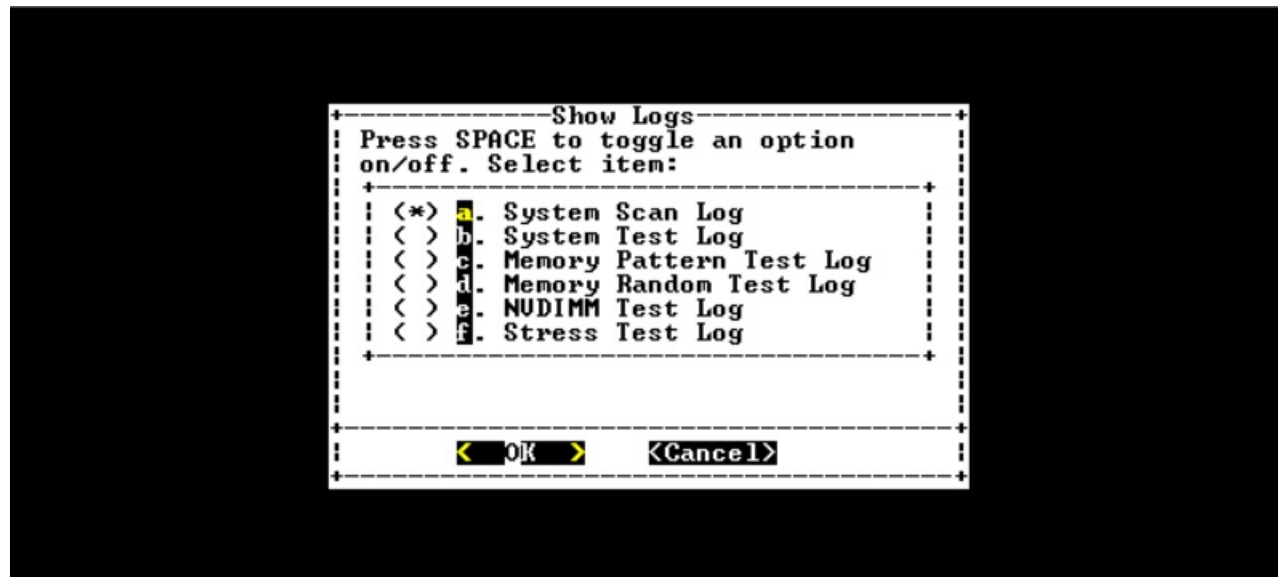 Show Logs
Press SPACE to toggle an option
on/off. Select item:
(*) a. System Scan Log
( ) b. System Test Log
( ) c. Memory Pattern Test Log
( ) d. Memory Random Test Log
( ) e. NVDIMM Test Log
( ) f. Stress Test Log
< OK > <Cancel>